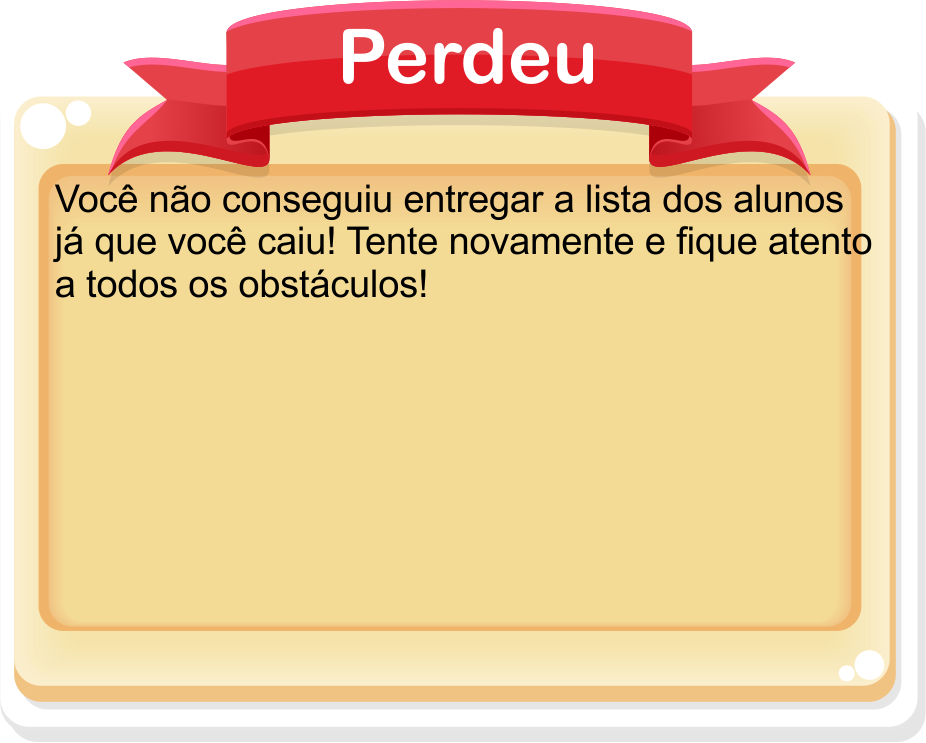 Perdeu
Você não conseguiu entregar a lista dos alunos
já que você caiu! Tente novamente e fique atento
a todos os obstáculos!